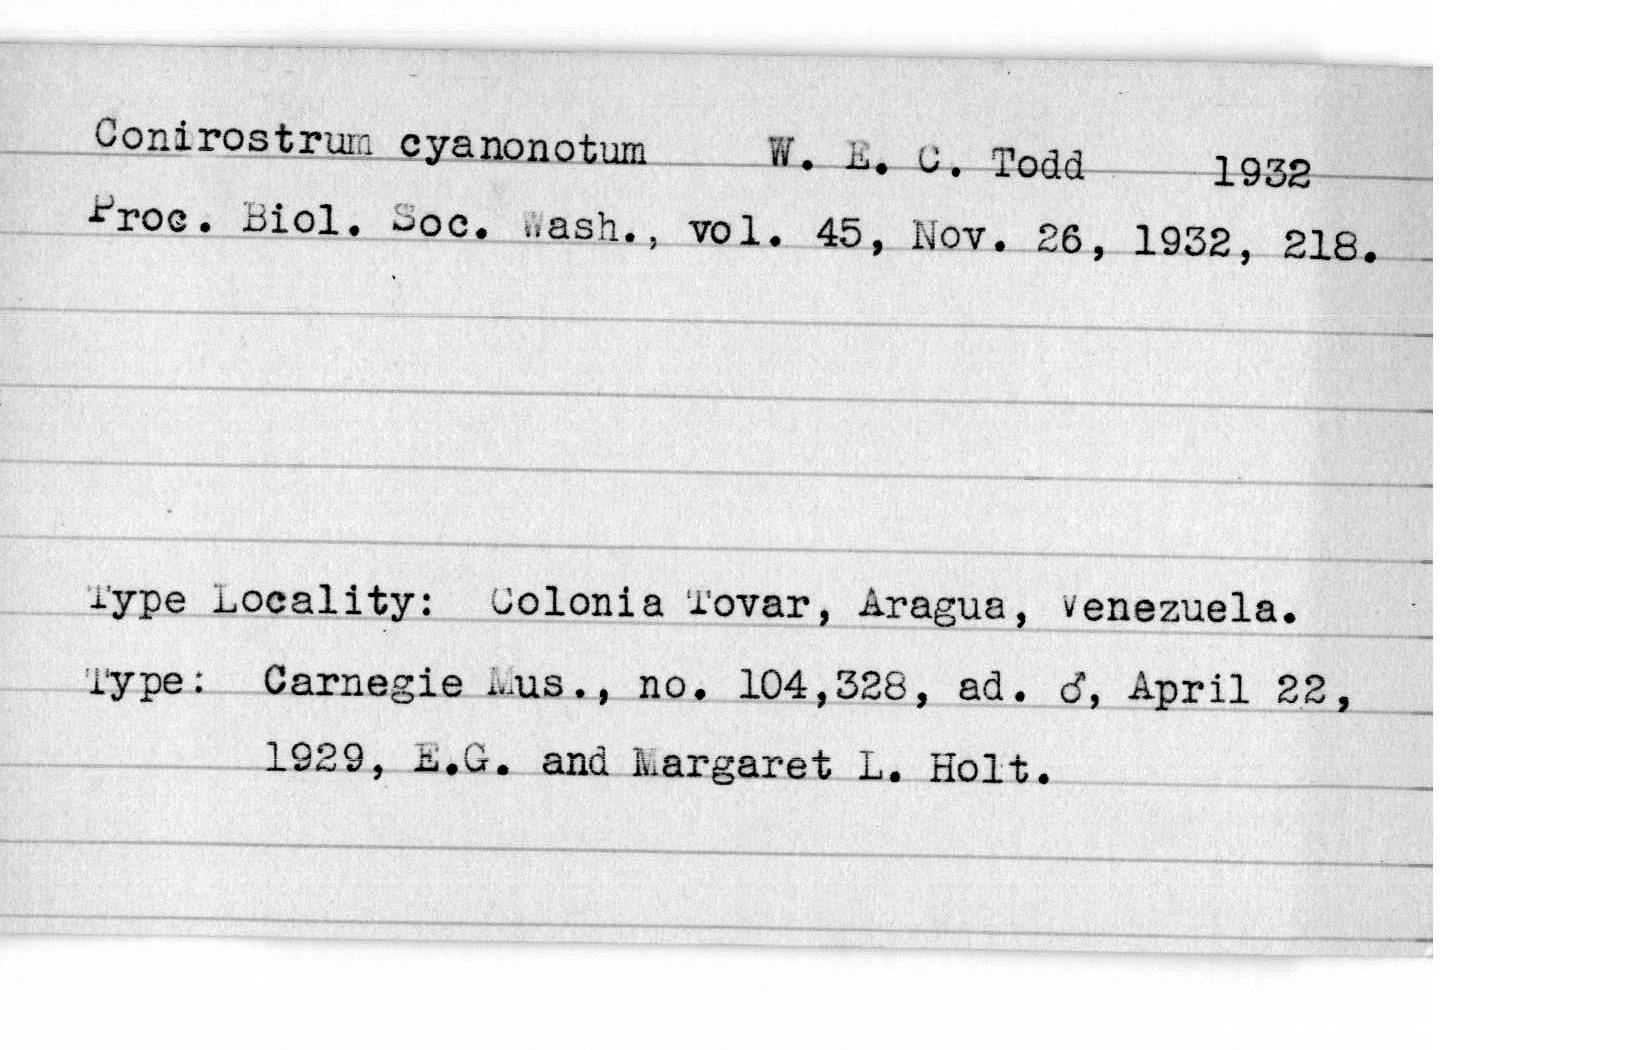 Conirostrum cyanonotum W. E. C. Todd 1932
Proc. Biol. Soc. Wash., vol. 45, Nov. 26, 1932, 218.
Type Locality: Colonia Tovar, Aragua, Venezuela.
Type: Carnegie Mus., no. 104,328, ad. ♂, April 22,
1929, E.G. and Margaret L. Holt.